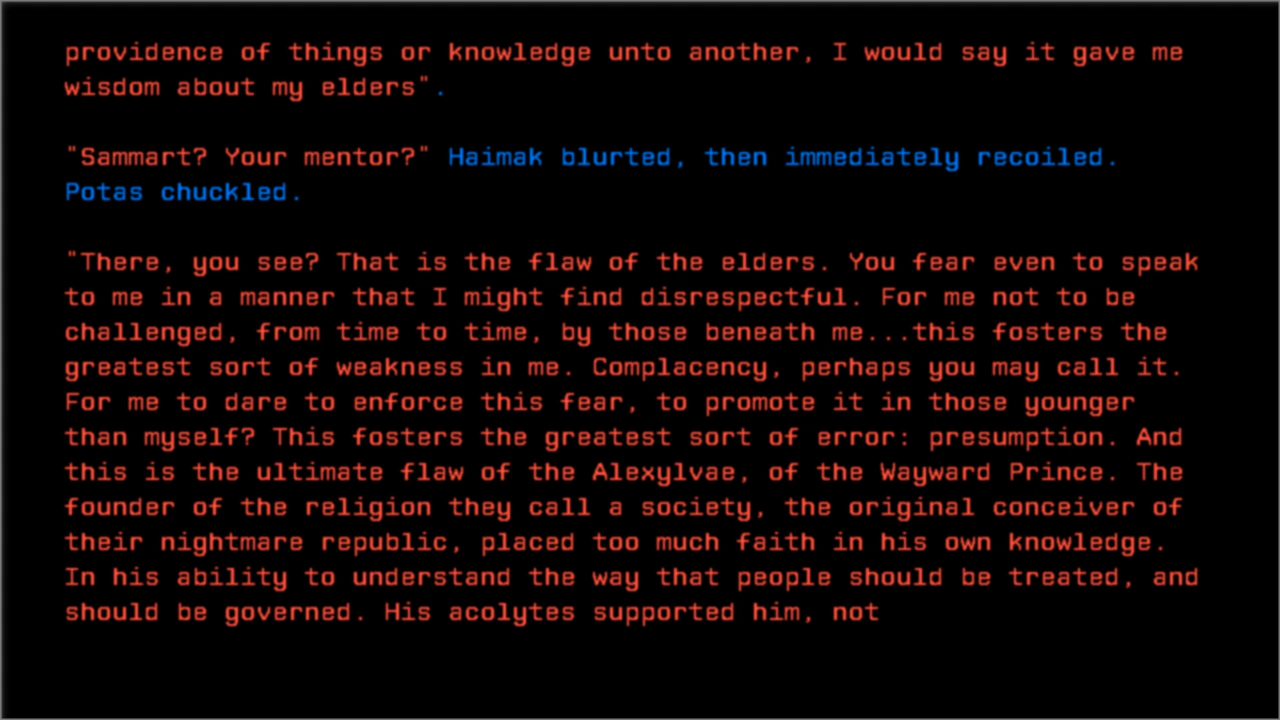 providence of things or knowledge unto another, I would say it gave me
wisdom about my elders".
"Sammart? Your mentor?" Haimak blurted, then immediately recoiled.
Potas chuckled.
"There, you see? That is the flaw of the elders. You fear even to speak
to me in a manner that I might find disrespectful. For me not to be
challenged, from time to time, by those beneath me...this fosters the
greatest sort of weakness in me. Complacency, perhaps you may call it.
For me to dare to enforce this fear, to promote it in those younger
than myself? This fosters the greatest sort of error: presumption. And
this is the ultimate flaw of the Alexylvae, of the Wayward Prince. The
founder of the religion they call a society, the original conceiver of
their nightmare republic, placed too much faith in his own knowledge.
In his ability to understand the way that people should be treated, and
should be governed. His acolytes supported him, not